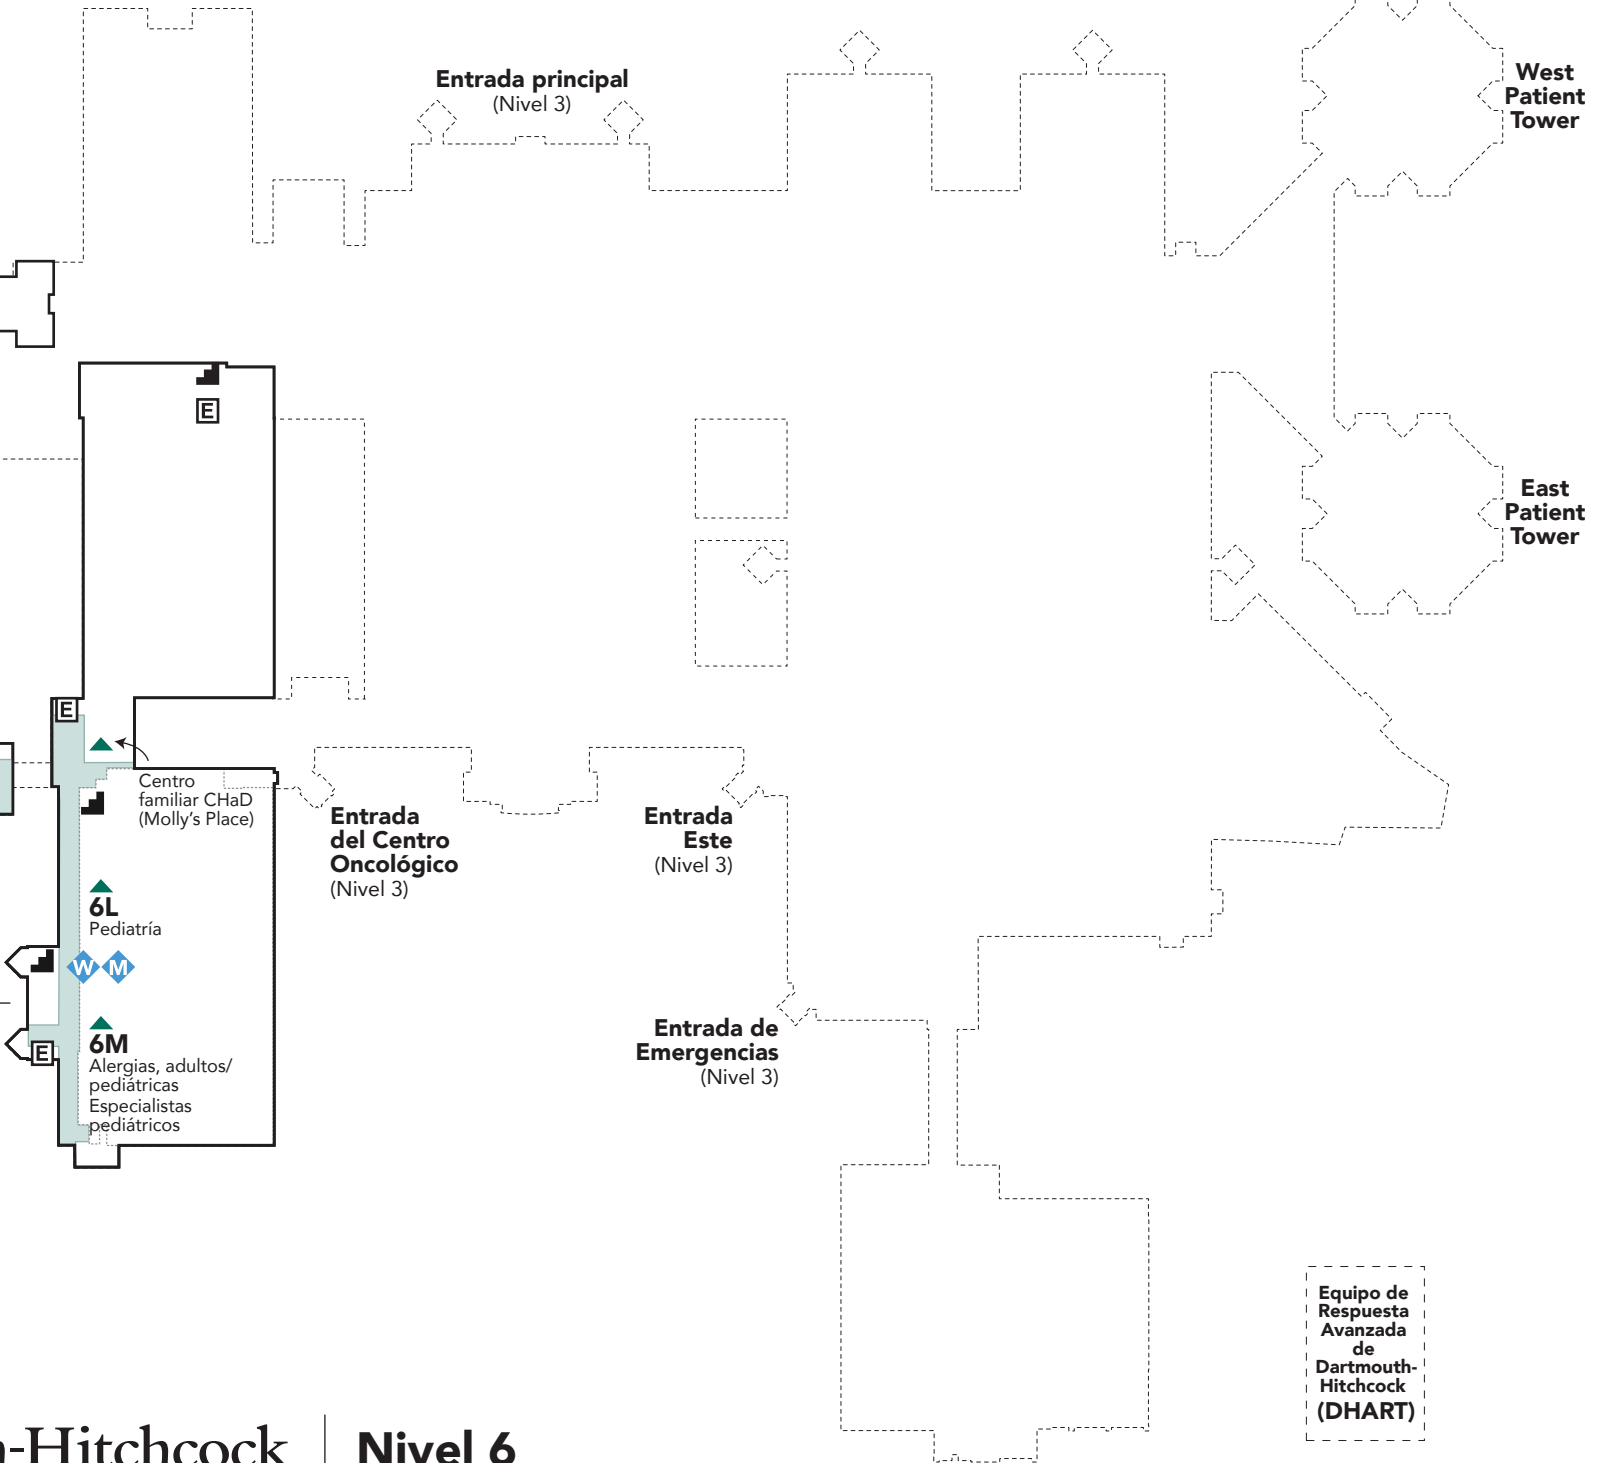 Entrada principal
(Nivel 3)
West
Patient
Tower
E
East
Patient
Tower
E
Centro
familiar CHaD
(Molly's Place)
Entrada
del Centro
Oncológico
(Nivel 3)
Entrada
Este
(Nivel 3)
6L
Pediatría
W M
6M
E
Alergias, adultos/
pediátricas
Especialistas
pediátricos
Entrada de
Emergencias
(Nivel 3)
Equipo de
Respuesta
Avanzada
de
Dartmouth-
Hitchcock
(DHART)
-Hitchcock
Nivel 6